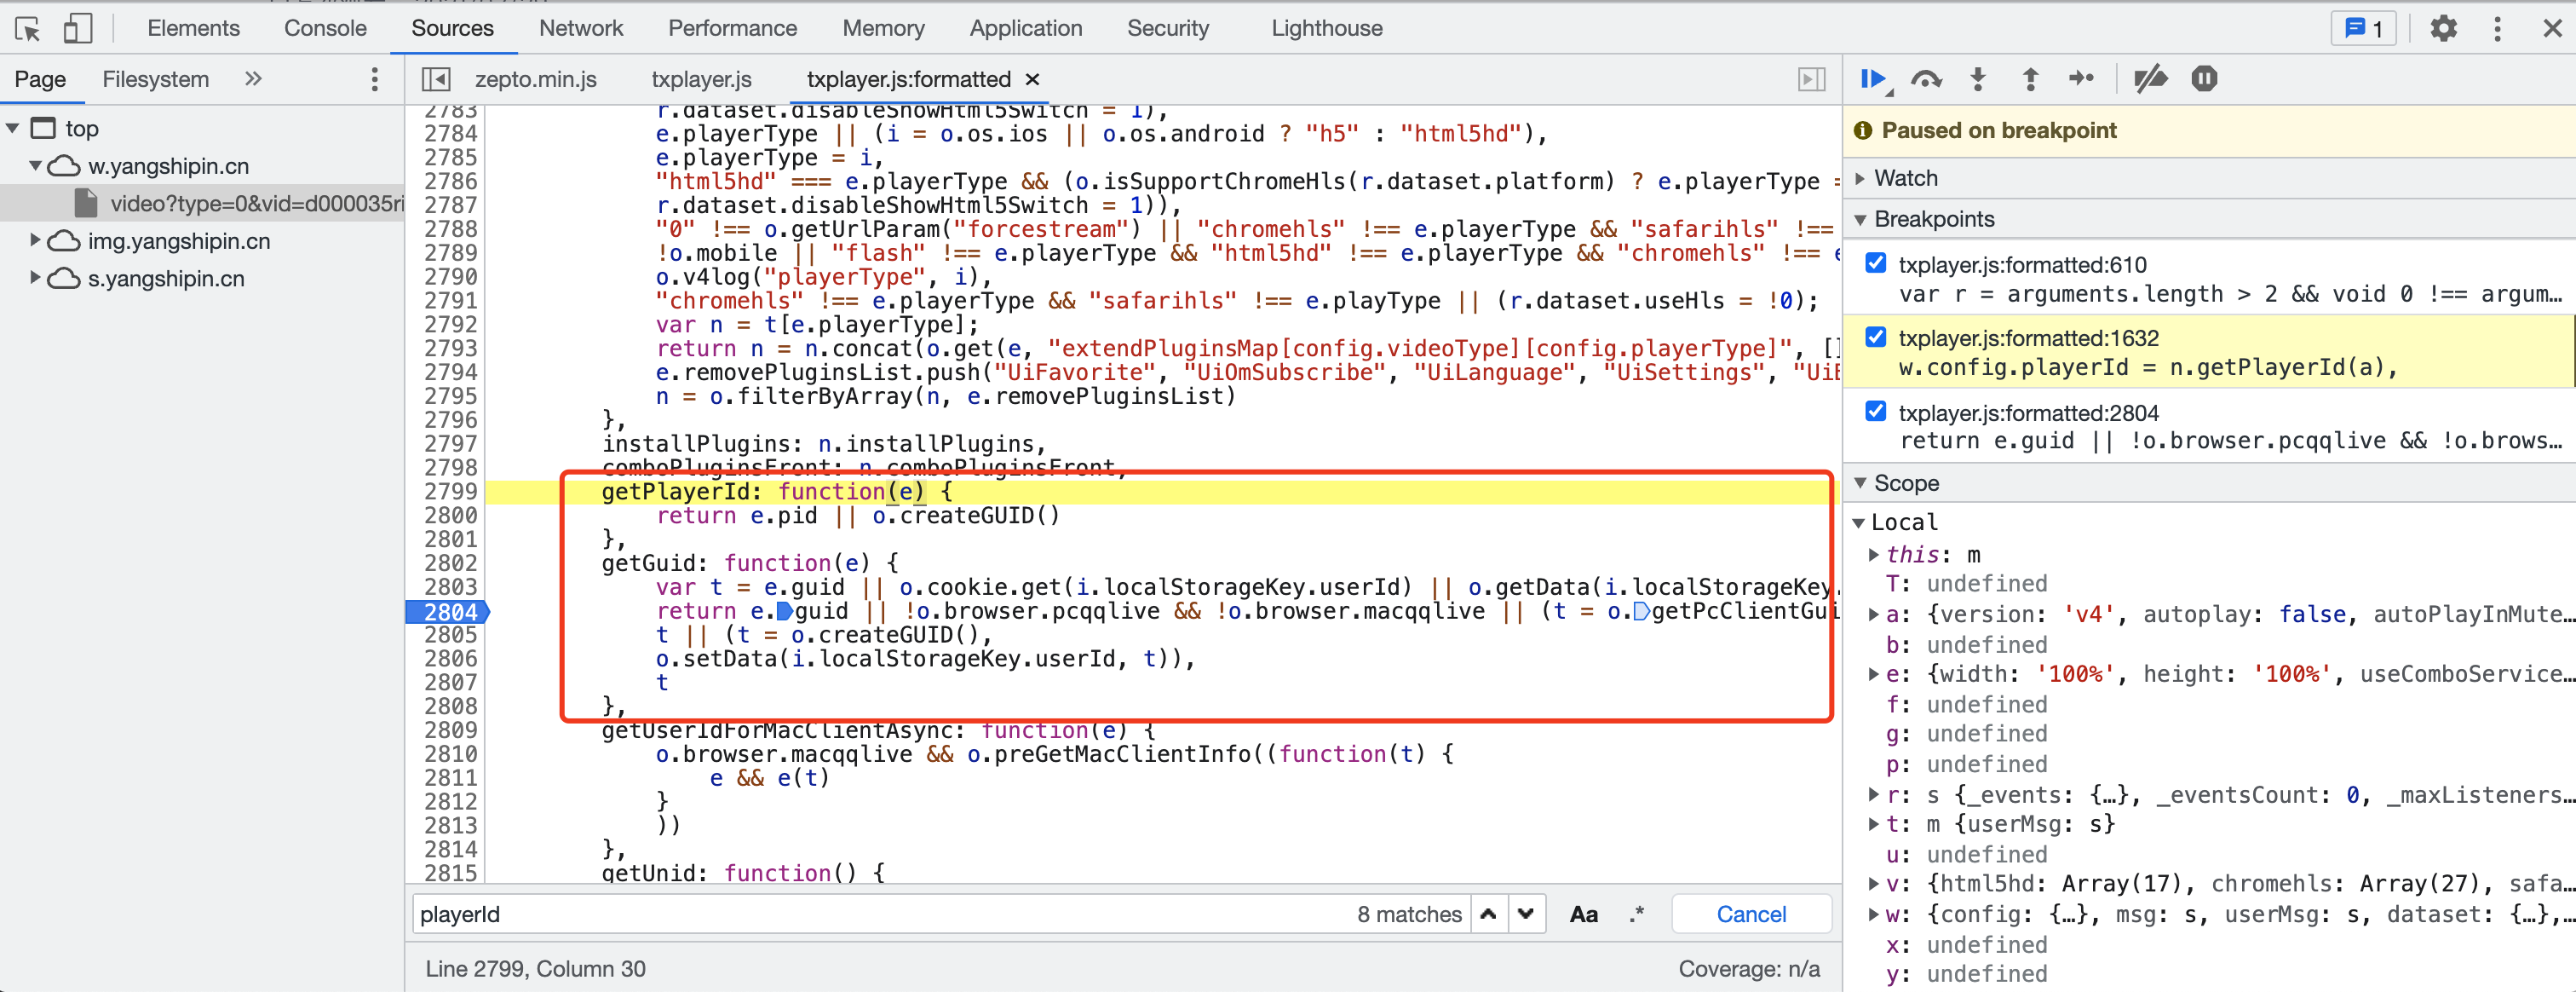 Elements Console Sources Network Performance Memory Application Security Lighthouse 1
Page Filesystem
zepto.min.js txplayer.js txplayer.js:formatted
top
w.yangshipin.cn
video?type=0&vid=d000035ri
img.yangshipin.cn
s.yangshipin.cn
2783 r.dataset.disableShowHtml5Switch = 1),
2784 e.playerType || (i = o.os.ios || o.os.android ? "h5" : "html5hd"),
2785 e.playerType = i,
2786 "html5hd" === e.playerType && (o.isSupportChromeHls(r.dataset.platform) ? e.playerType =
2787 r.dataset.disableShowHtml5Switch = 1)),
2788 "0" !== o.getUrlParam("forcestream") || "chromehls" !== e.playerType && "safarihls" !==
2789 !o.mobile || "flash" !== e.playerType && "html5hd" !== e.playerType && "chromehls" !== e
2790 o.v4log("playerType", i),
2791 "chromehls" !== e.playerType && "safarihls" !== e.playType || (r.dataset.useHls = !0);
2792 var n = t[e.playerType];
2793 return n = n.concat(o.get(e, "extendPluginsMap[config.videoType][config.playerType]", []
2794 e.removePluginsList.push("UiFavorite", "UiOmSubscribe", "UiLanguage", "UiSettings", "UiE
2795 n = o.filterByArray(n, e.removePluginsList)
2796 },
2797 installPlugins: n.installPlugins,
2798 comboPluginsFront: n.comboPluginsFront,
2799 getPlayerId: function(e) {
2800 return e.pid || o.createGUID()
2801 },
2802 getGuid: function(e) {
2803 var t = e.guid || o.cookie.get(i.localStorageKey.userId) || o.getData(i.localStorageKey.
2804 return e.guid || !o.browser.pcqqlive && !o.browser.macqqlive || (t = o.getPcClientGui
2805 t || (t = o.createGUID(),
2806 o.setData(i.localStorageKey.userId, t)),
2807 t
2808 },
2809 getUserIdForMacClientAsync: function(e) {
2810 o.browser.macqqlive && o.preGetMacClientInfo((function(t) {
2811 e && e(t)
2812 }
2813 ))
2814 },
2815 getUnid: function() {
playerId 8 matches Aa .* Cancel
Line 2799, Column 30 Coverage: n/a
Paused on breakpoint
Watch
Breakpoints
txplayer.js:formatted:610
var r = arguments.length > 2 && void 0 !== argum…
txplayer.js:formatted:1632
w.config.playerId = n.getPlayerId(a),
txplayer.js:formatted:2804
return e.guid || !o.browser.pcqqlive && !o.brows…
Scope
Local
this: m
T: undefined
a: {version: 'v4', autoplay: false, autoPlayInMute…
b: undefined
e: {width: '100%', height: '100%', useComboService…
f: undefined
g: undefined
p: undefined
r: s {_events: {…}, _eventsCount: 0, _maxListeners…
t: m {userMsg: s}
u: undefined
v: {html5hd: Array(17), chromehls: Array(27), safa…
w: {config: {…}, msg: s, userMsg: s, dataset: {…},…
x: undefined
y: undefined